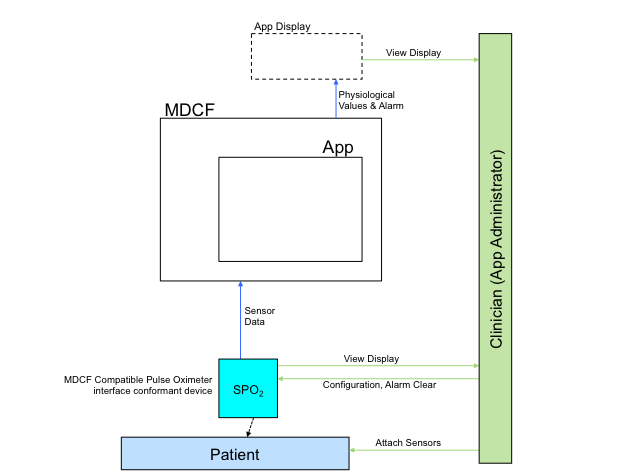 App Display
View Display
Physiological
Values & Alarm
MDCF
App
Clinician (App Administrator)
Sensor
Data
View Display
MDCF Compatible Pulse Oximeter
interface conformant device
SPO₂
Configuration, Alarm Clear
Attach Sensors
Patient